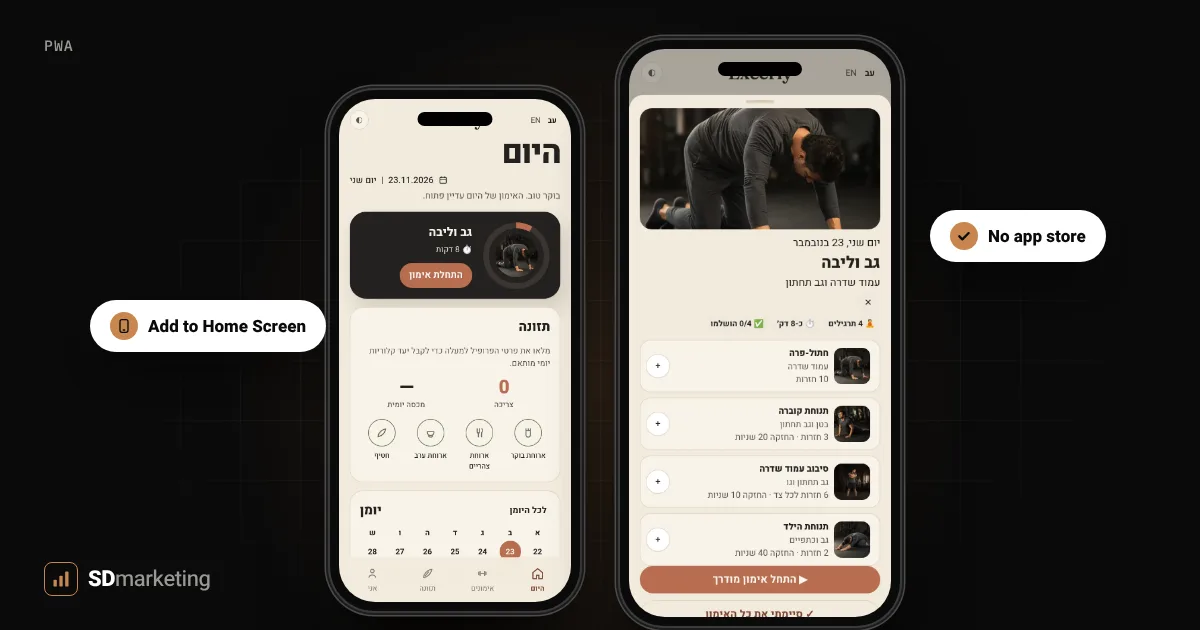 PWA
EN עב
היום
23.11.2026 | יום שני
בוקר טוב. האימון של היום עדיין פתוח.
גב וליבה
8 דקות
התחלת אימון
תזונה
מלאו את פרטי הפרופיל למעלה כדי לקבל יעד קלוריות
יומי מותאם.
0 —
צריכה מכסה יומית
ארוחת בוקר ארוחת צהריים ארוחת ערב חטיף
יומן לכל היומן
א ב ג ד ה ו ש
22 23 24 25 26 27 28
היום אימונים תזונה אני
Add to Home Screen
EN עב
יום שני, 23 בנובמבר
גב וליבה
עמוד שדרה וגב תחתון
×
4 תרגילים כ-8 דק׳ 0/4 הושלמו
חתול-פרה
עמוד שדרה
10 חזרות
+
תנוחת קוברה
בטן וגב תחתון
3 חזרות · החזקה 20 שניות
+
סיבוב עמוד שדרה
גב תחתון וגו
6 חזרות לכל צד · החזקה 10 שניות
+
תנוחת הילד
גב וכתפיים
2 חזרות · החזקה 40 שניות
+
▶ התחל אימון מודרך
✓ סיימתי את כל האימון
No app store
SDmarketing